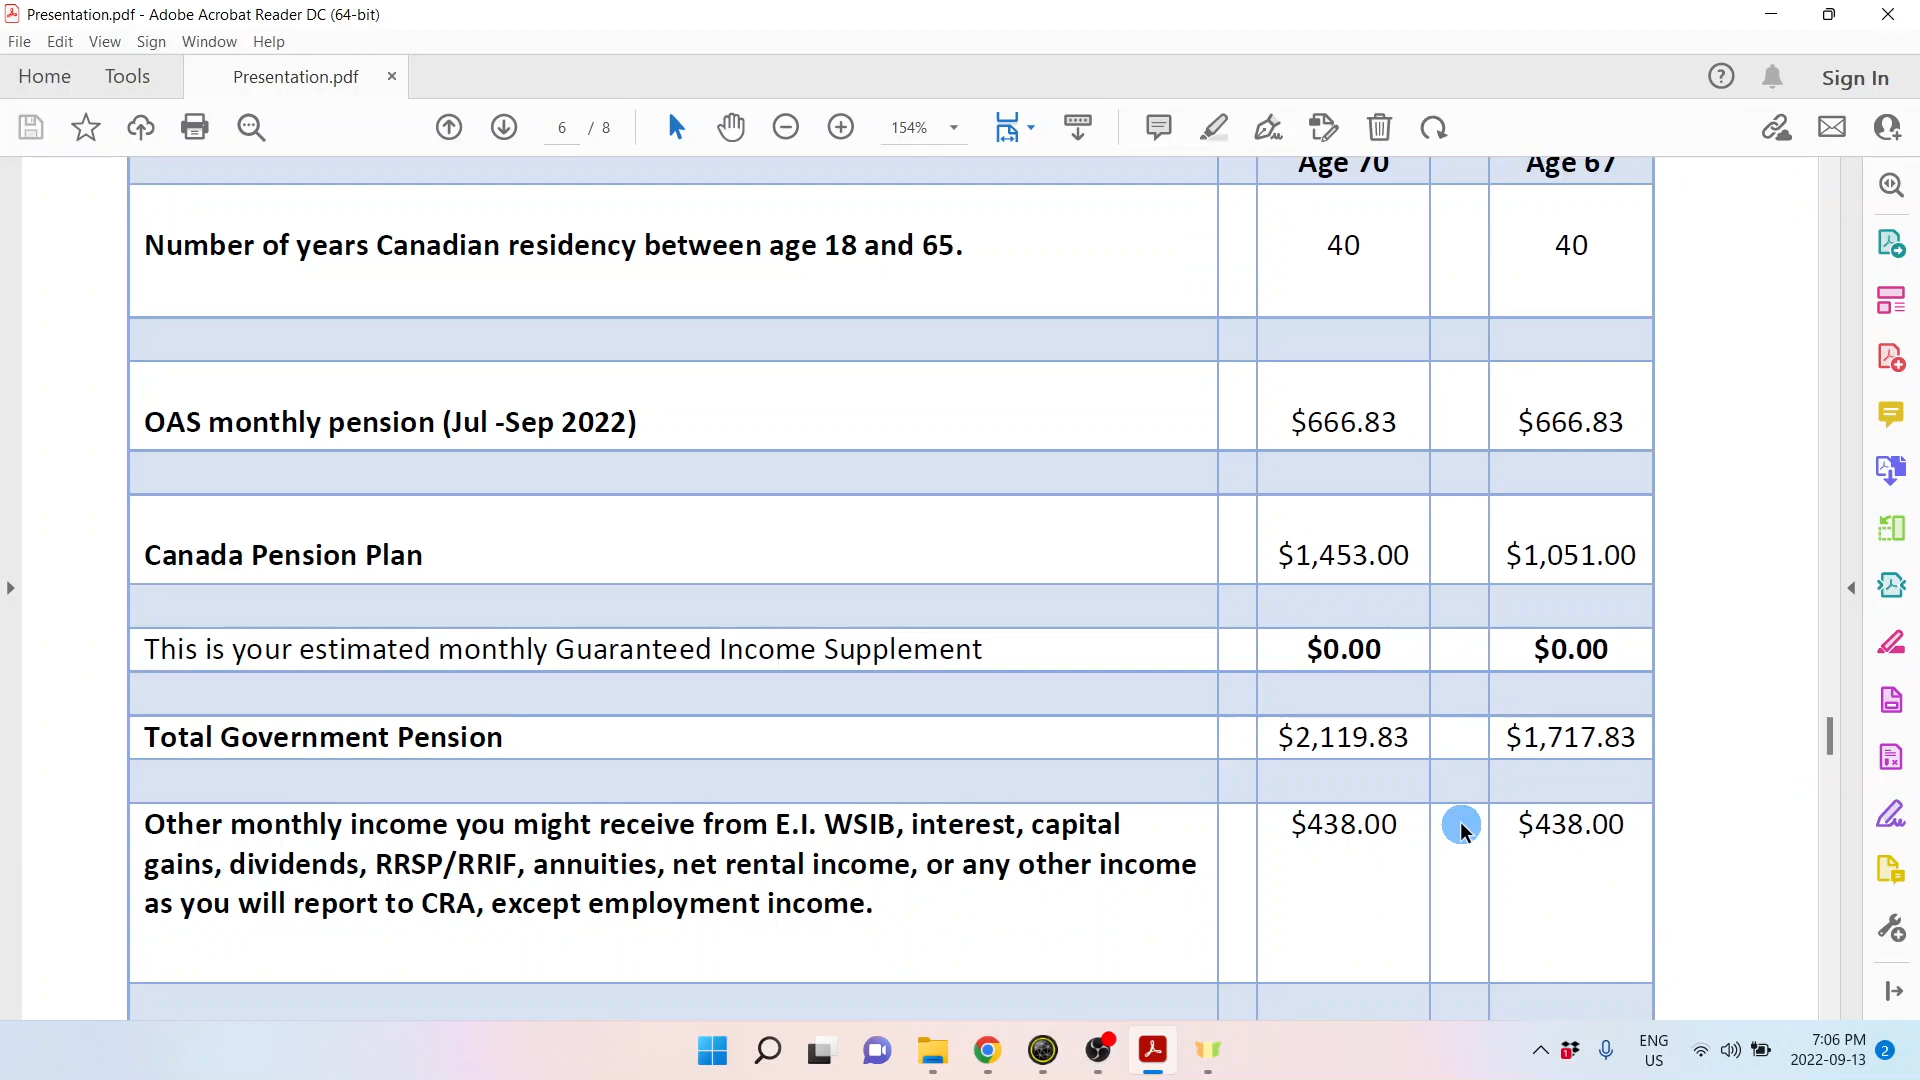 Presentation.pdf - Adobe Acrobat Reader DC (64-bit)
File Edit View Sign Window Help
Home Tools Presentation.pdf × Sign In
6 / 8 154%
Age 70 Age 67
Number of years Canadian residency between age 18 and 65. 40 40
OAS monthly pension (Jul -Sep 2022) $666.83 $666.83
Canada Pension Plan $1,453.00 $1,051.00
This is your estimated monthly Guaranteed Income Supplement $0.00 $0.00
Total Government Pension $2,119.83 $1,717.83
Other monthly income you might receive from E.I. WSIB, interest, capital $438.00 $438.00
gains, dividends, RRSP/RRIF, annuities, net rental income, or any other income
as you will report to CRA, except employment income.
ENG 7:06 PM
US 2022-09-13 2